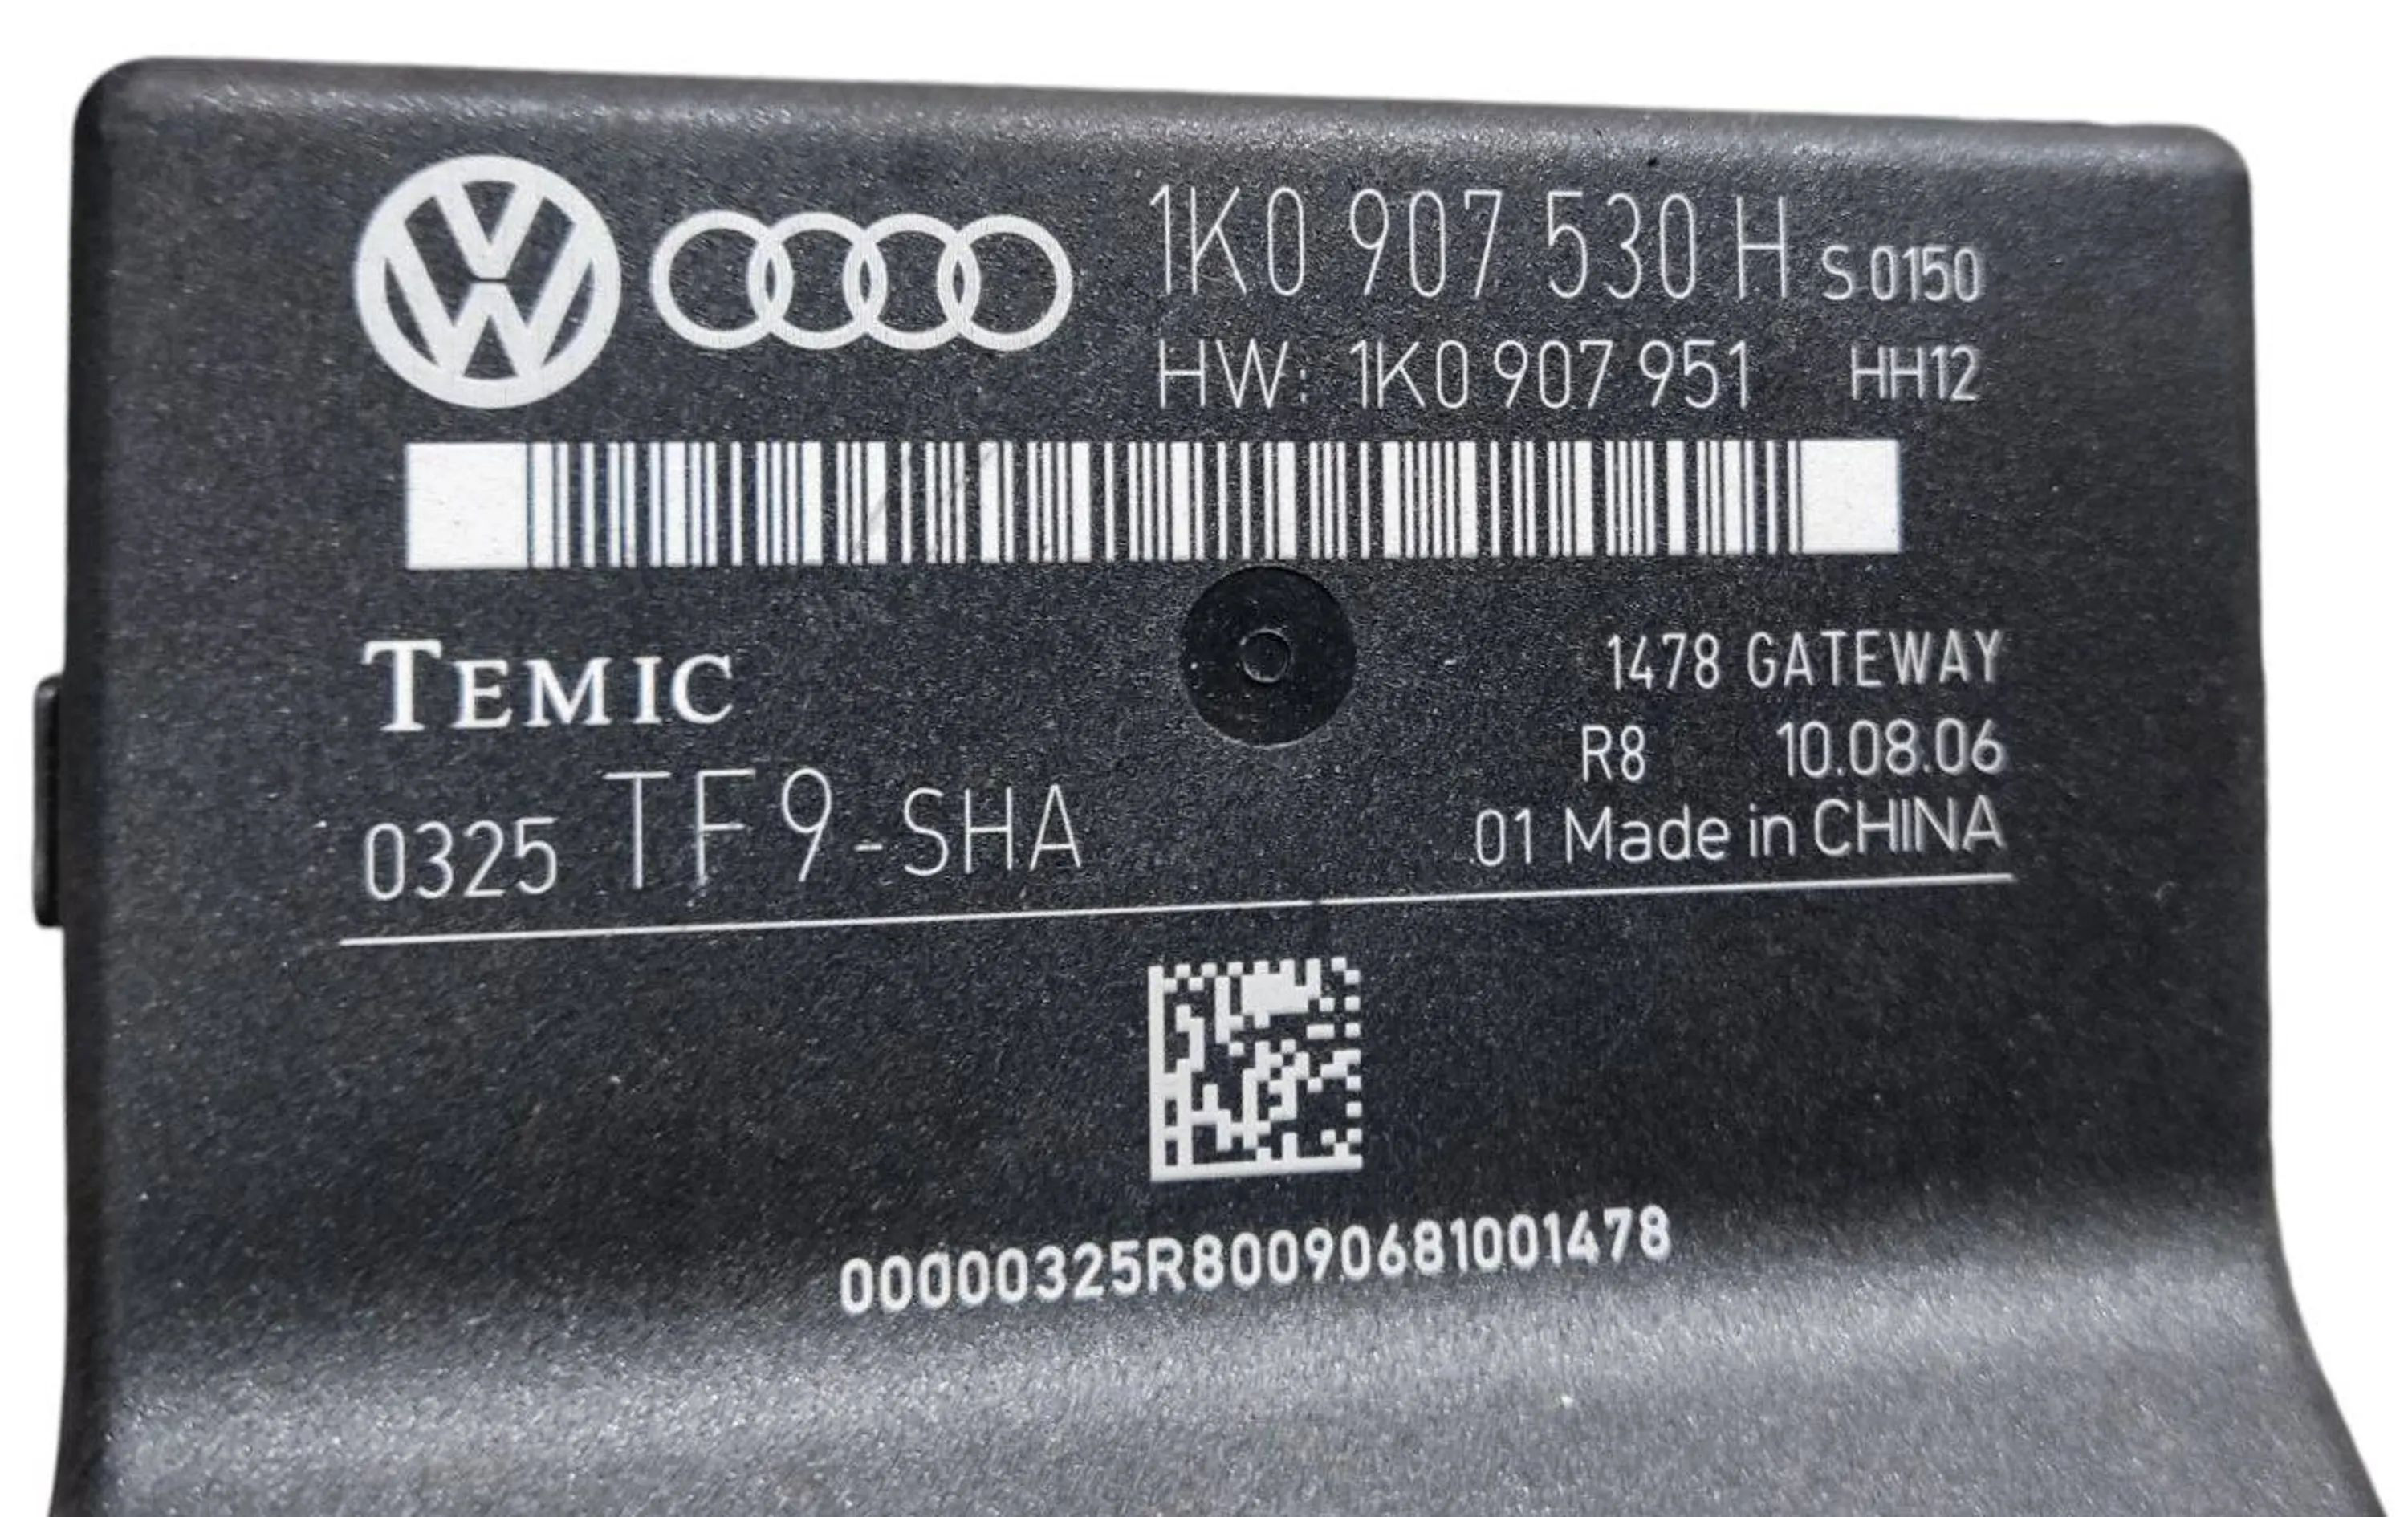 1K0 907 530 H S 0150
HW: 1K0 907 951 HH12
TEMIC
1478 GATEWAY
R8 10.08.06
0325 TF9-SHA
01 Made in CHINA
00000325R80090681001478